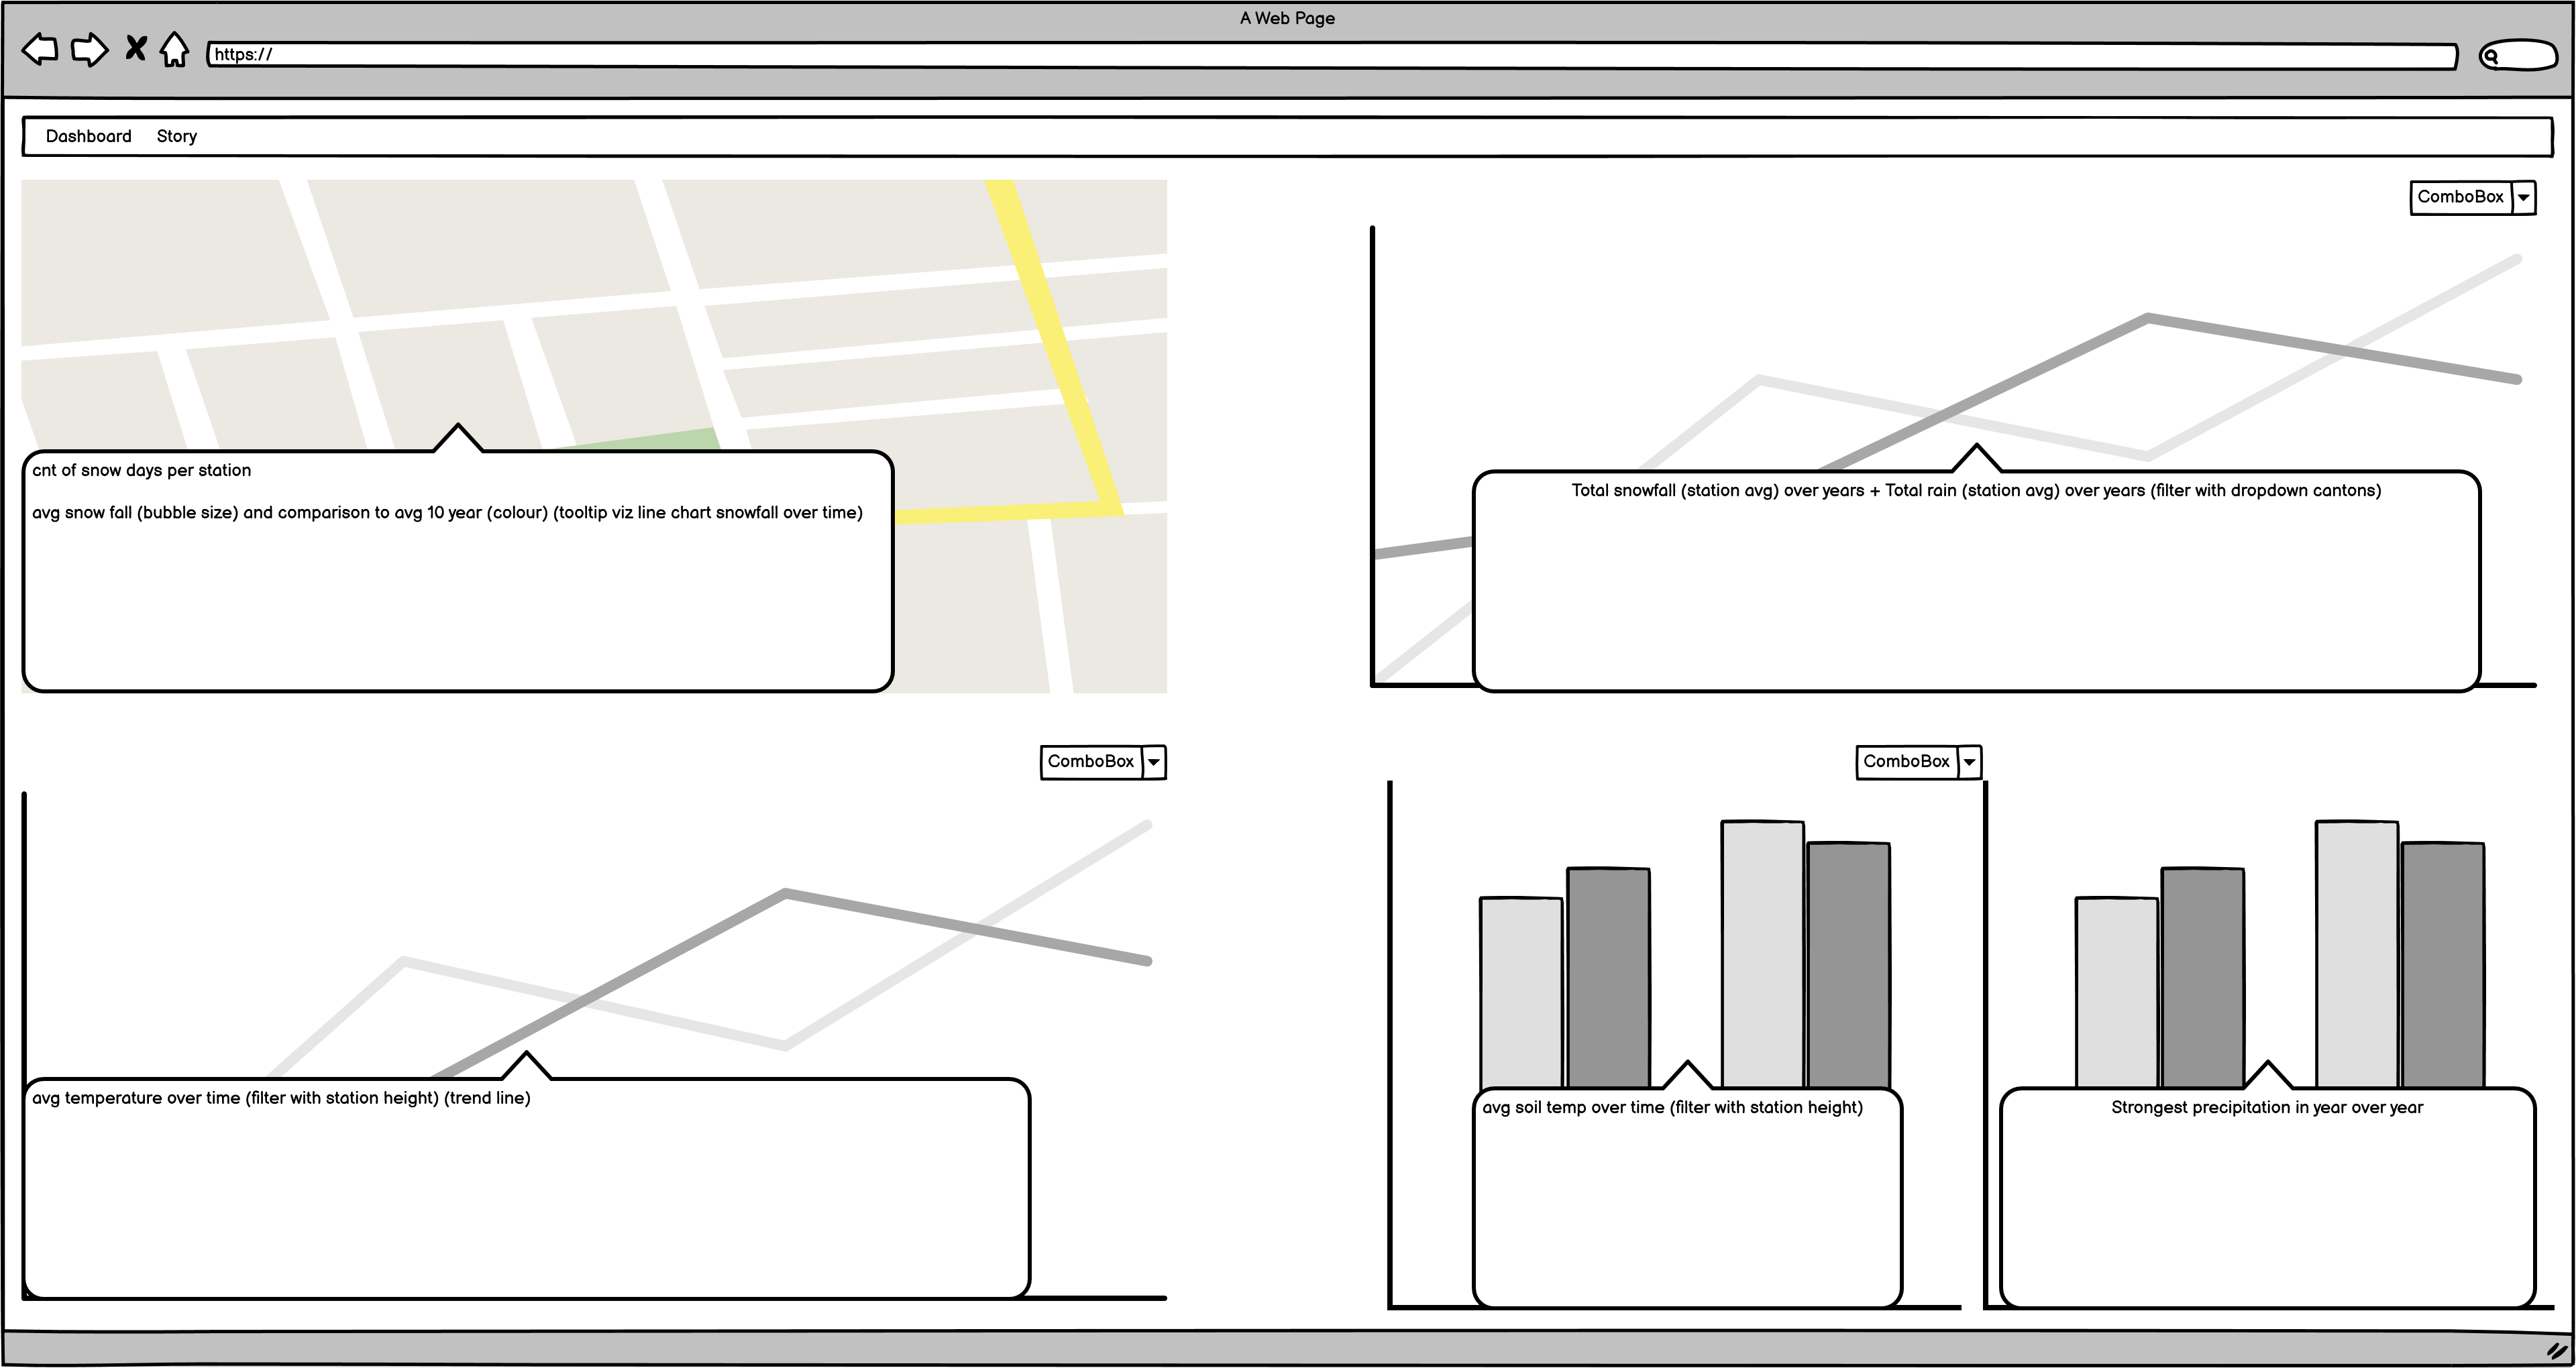 A Web Page
https://
Dashboard Story
ComboBox
cnt of snow days per station
avg snow fall (bubble size) and comparison to avg 10 year (colour) (tooltip viz line chart snowfall over time)
Total snowfall (station avg) over years + Total rain (station avg) over years (filter with dropdown cantons)
ComboBox
avg temperature over time (filter with station height) (trend line)
ComboBox
avg soil temp over time (filter with station height)
Strongest precipitation in year over year